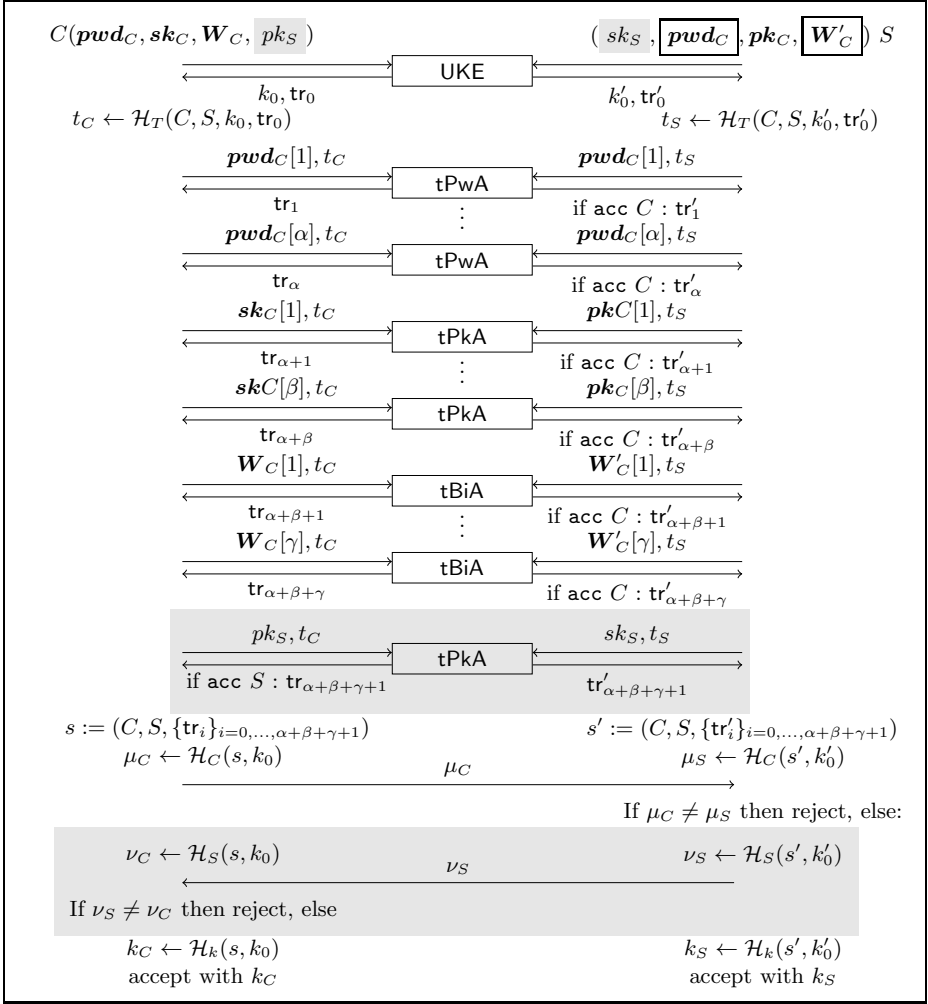 C(pwd_C, sk_C, W_C, pk_S) (sk_S, pwd_C, pk_C, W′_C) S
UKE
k_0, tr_0 k′_0, tr′_0
t_C ← H_T(C, S, k_0, tr_0) t_S ← H_T(C, S, k′_0, tr′_0)
pwd_C[1], t_C pwd_C[1], t_S
tPwA
tr_1 ⋮ if acc C : tr′_1
pwd_C[α], t_C pwd_C[α], t_S
tPwA
tr_α if acc C : tr′_α
sk_C[1], t_C pkC[1], t_S
tPkA
tr_{α+1} ⋮ if acc C : tr′_{α+1}
skC[β], t_C pk_C[β], t_S
tPkA
tr_{α+β} if acc C : tr′_{α+β}
W_C[1], t_C W′_C[1], t_S
tBiA
tr_{α+β+1} ⋮ if acc C : tr′_{α+β+1}
W_C[γ], t_C W′_C[γ], t_S
tBiA
tr_{α+β+γ} if acc C : tr′_{α+β+γ}
pk_S, t_C sk_S, t_S
tPkA
if acc S : tr_{α+β+γ+1} tr′_{α+β+γ+1}
s := (C, S, {tr_i}_{i=0,...,α+β+γ+1}) s′ := (C, S, {tr′_i}_{i=0,...,α+β+γ+1})
μ_C ← H_C(s, k_0) μ_C μ_S ← H_C(s′, k′_0)
If μ_C ≠ μ_S then reject, else:
ν_C ← H_S(s, k_0) ν_S ν_S ← H_S(s′, k′_0)
If ν_S ≠ ν_C then reject, else
k_C ← H_k(s, k_0) k_S ← H_k(s′, k′_0)
accept with k_C accept with k_S